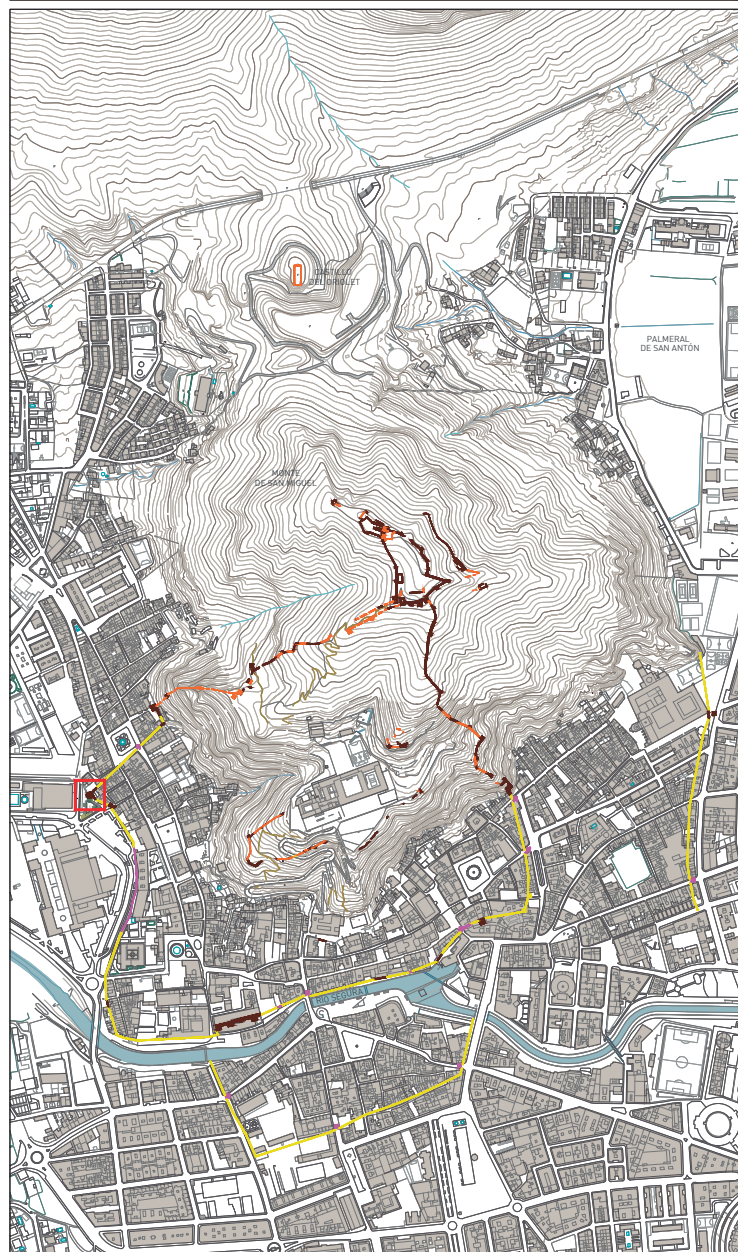 CASTILLO
DEL ORIOLET
PALMERAL
DE SAN ANTÓN
MONTE
DE SAN MIGUEL
RÍO SEGURA